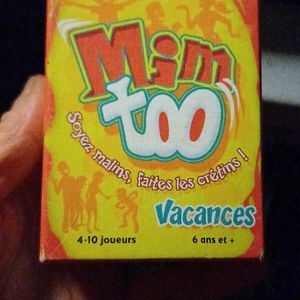 Mim
too
Soyez malins, faites les crétins !
Vacances
4-10 joueurs
6 ans et +